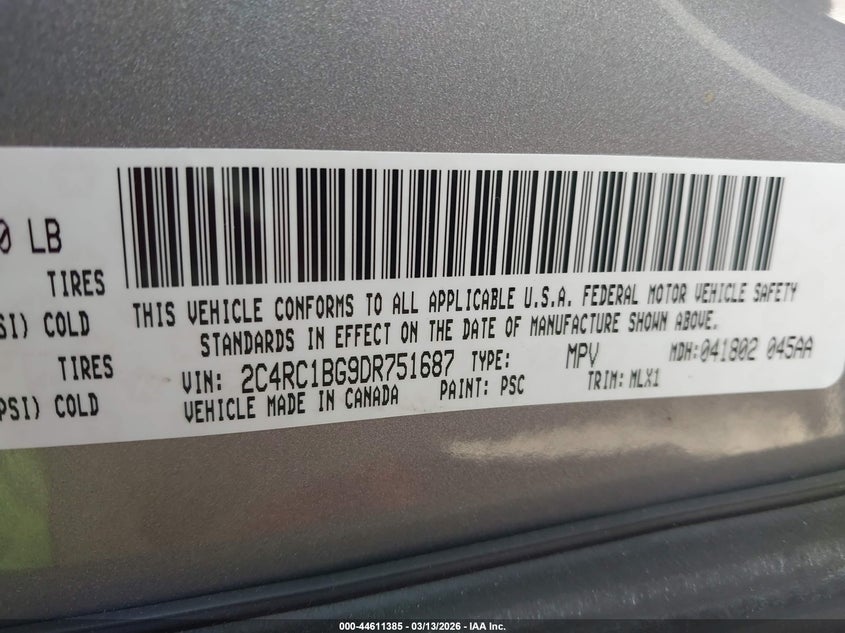 0 LB
TIRES
SI) COLD
TIRES
PSI) COLD
THIS VEHICLE CONFORMS TO ALL APPLICABLE U.S.A. FEDERAL MOTOR VEHICLE SAFETY
STANDARDS IN EFFECT ON THE DATE OF MANUFACTURE SHOWN ABOVE.
VIN: 2C4RC1BG9DR751687 TYPE: MPV MDH:041802 045AA
VEHICLE MADE IN CANADA PAINT: PSC TRIM: MLX1
000-44611385 - 03/13/2026 - IAA Inc.